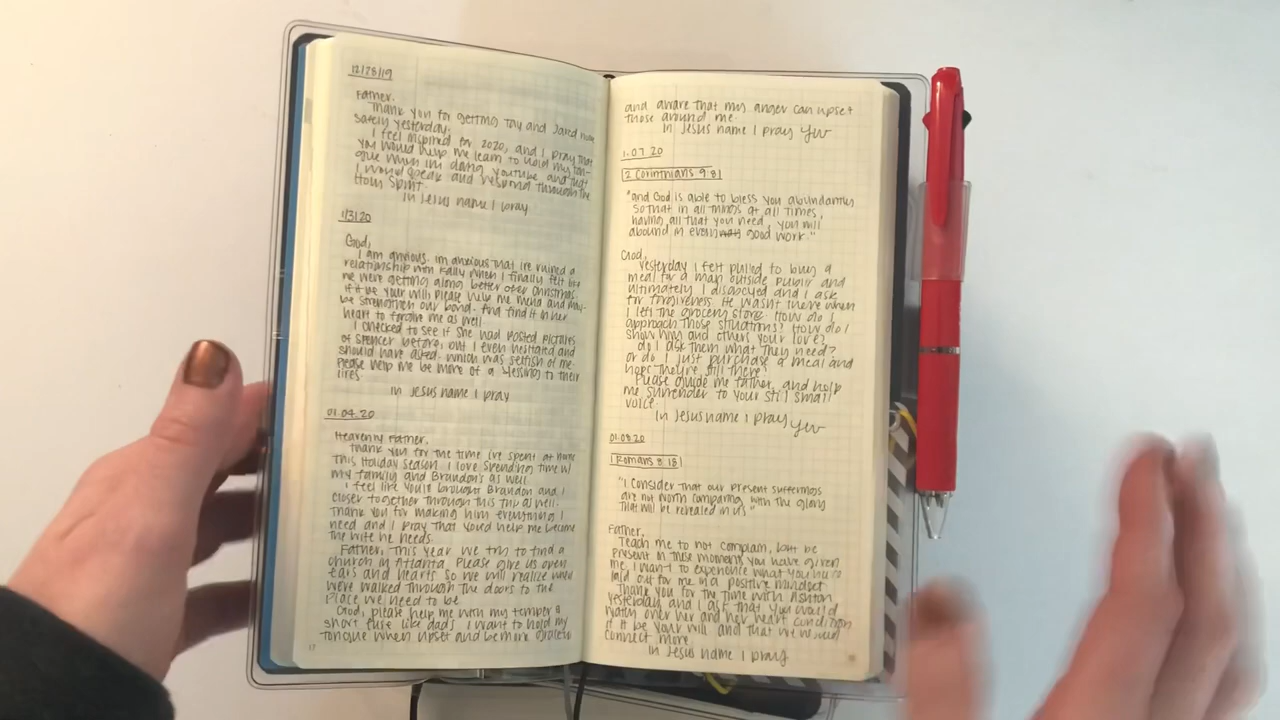 12/28/19
Father,
Thank you for getting Tay and Jared home
safely yesterday.
I feel inspired for 2020, and I pray that
you would help me learn to hold my ton-
gue when im doing youtube and just
I would speak and respond through the
Holy Spirit.
In Jesus name I pray
1/3/20
God,
I am anxious. Im anxious that Ive ruined a
relationship with Kally when I finally felt like
we were getting along better over Christmas.
If it be your will please help me mend and may-
be strengthen our bond. And find it in her
heart to forgive me as well
I checked to see if she had posted pictures
of Spencer before, but I even hesitated and
should have asked. Which was selfish of me.
Please help me be more of a blessing to their
lives
In Jesus name I pray
01.04.20
Heavenly Father,
Thank you for the time Ive spent at home
This Holiday season. I love spending time w/
my family and Brandon's as well
I feel like you've brought Brandon and I
closer together through this trip as well.
Thank you for making him everything I
need and I pray that you'd help me become
the wife he needs.
Father, This year we try to find a
church in Atlanta. Please give us open
ears and hearts so we will realize when
we're walked through the doors to the
place we need to be
God, please help me with my temper &
short fuse like dads. I want to hold my
tongue when upset and be more
17
and aware that my anger can upset
those around me.
In Jesus name I pray
1.07.20
2 Corinthians 9:8
"and God is able to bless you abundantly
so that in all things at all times,
having all that you need, you will
abound in every good work."
God,
Yesterday I felt pulled to buy a
meal for a man outside Publix and
ultimately I disobeyed and I ask
for forgiveness. He wasn't there when
I left the grocery store. How do I
approach those situations? How do I
show him and others your love?
do I ask them what they need?
or do I just purchase a meal and
hope they're still there?
Please guide me father, and help
me surrender to your still small
voice.
In Jesus name I pray
01.08.20
Romans 8:18
"I consider that our present sufferings
are not worth comparing with the glory
that will be revealed in us"
Father,
Teach me to not complain, but be
present in these moments you have given
me. I want to experience what you have
laid out for me in a positive mindset
Thank you for the time with Ashton
yesterday and I ask that you would
watch over her and her heart condition
if it be your will and that we would
connect more.
In Jesus name I pray